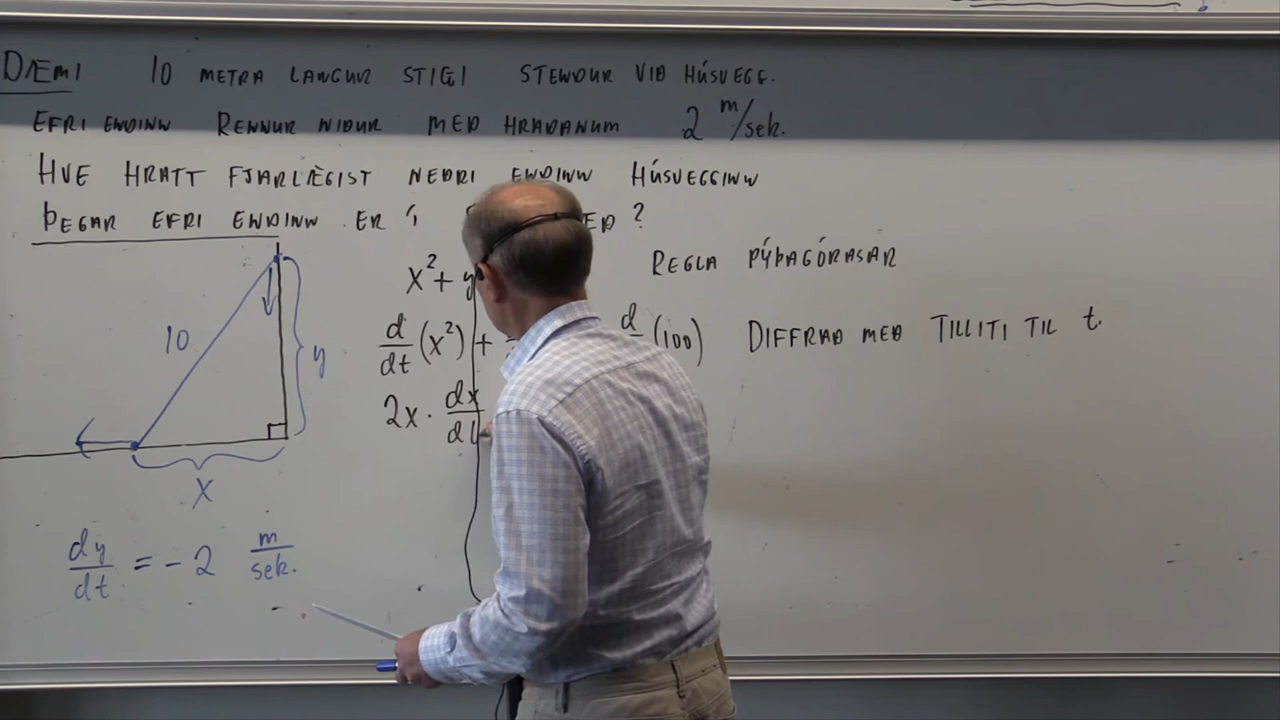 DÆMI 10 METRA LANGUR STIGI STENDUR VIÐ HÚSVEGG.
EFRI ENDINN RENNUR NIÐUR MEÐ HRAÐANUM 2 m/sek.
HVE HRATT FJARLÆGIST NEÐRI ENDINN HÚSVEGGINN
ÞEGAR EFRI ENDINN ER Í ?
x² + y
REGLA PÝÞAGÓRASAR
d/dt (x²) + d (100) DIFFRAÐ MEÐ TILLITI TIL t.
2x · dx/dt
10
y
x
dy/dt = -2 m/sek.